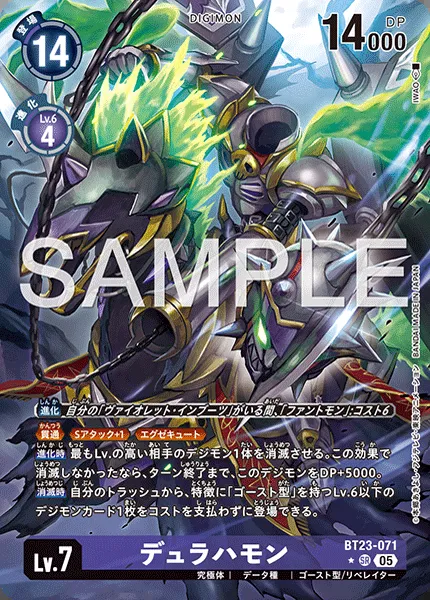 登場
14
DIGIMON
14000
DP
進化
Lv.6
4
IWAO
SAMPLE
BANDAI MADE IN JAPAN
進化 自分の「ヴァイオレット・インブーツ」がいる間、「ファントモン」:コスト6
貫通 Sアタック+1 エグゼキュート
進化時 最もLv.の高い相手のデジモン1体を消滅させる。この効果で
消滅しなかったなら、ターン終了まで、このデジモンをDP+5000。
消滅時 自分のトラッシュから、特徴に「ゴースト型」を持つLv.6以下の
デジモンカード1枚をコストを支払わずに登場できる。
Lv.7
デュラハモン
BT23-071
SR 05
究極体 データ種 ゴースト型/リベレイター